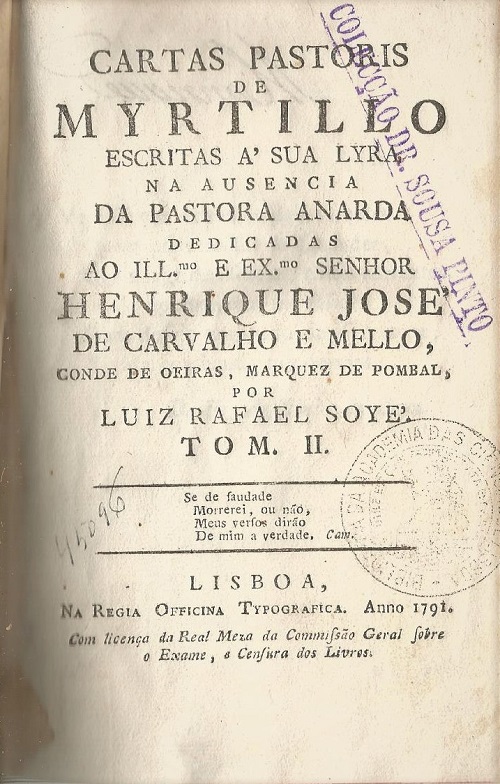 CARTAS PASTORIS
DE
MYRTILLO
ESCRITAS A' SUA LYRA
NA AUSENCIA
DA PASTORA ANARDA
DEDICADAS
AO ILL.mo E EX.mo SENHOR
HENRIQUE JOSE'
DE CARVALHO E MELLO,
CONDE DE OEIRAS, MARQUEZ DE POMBAL,
POR
LUIZ RAFAEL SOYE'.
TOM. II.
Se de ſaudade
Morrerei, ou não,
Meus verſos dirão
De mim a verdade. Cam.
LISBOA,
NA REGIA OFFICINA TYPOGRAFICA. ANNO 1791.
Com licença da Real Meza da Commiſsão Geral ſobre
o Exame, e Cenſura dos Livros.
COLECÇÃO DR. SOUSA PINTO.
ACADEMIA DAS